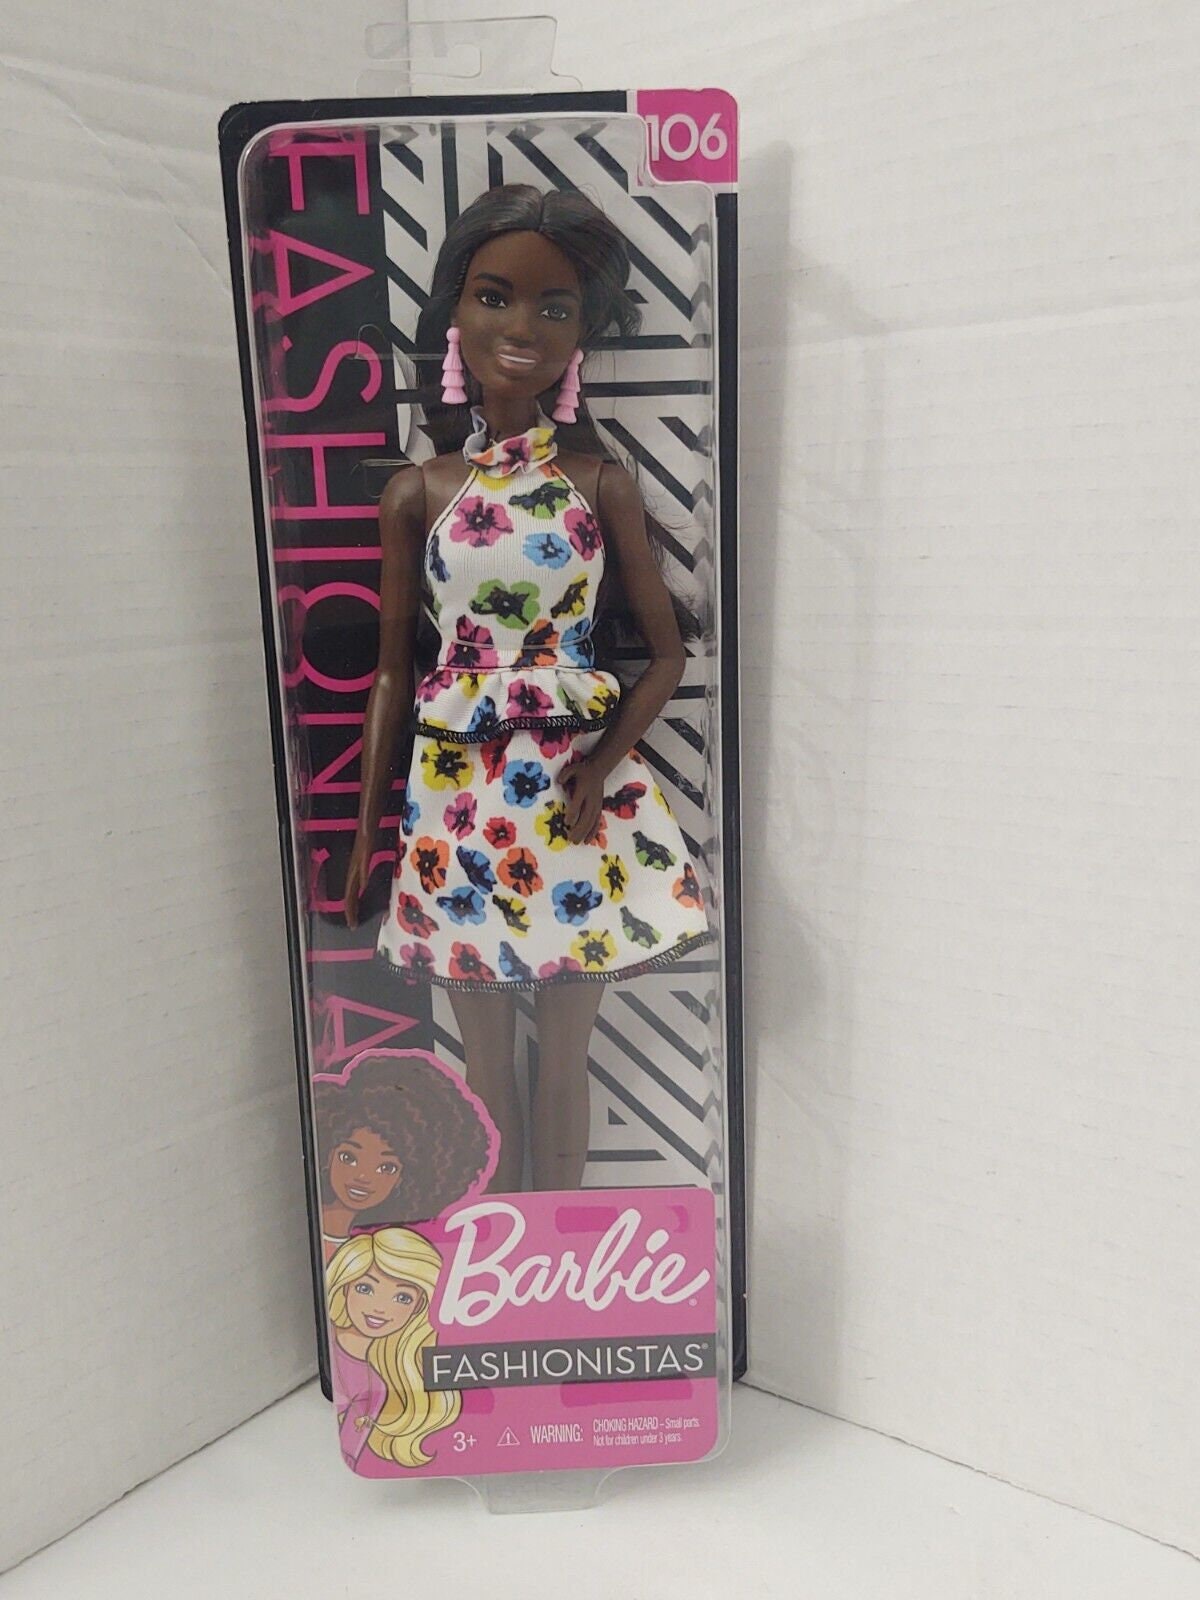 106
FASHIONISTA
Barbie®
FASHIONISTAS®
3+ ⚠ WARNING: CHOKING HAZARD – Small parts.
Not for children under 3 years.